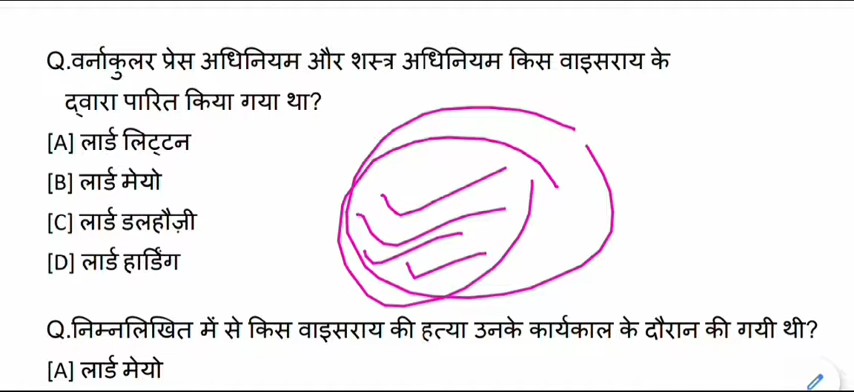 Q.वर्नाकुलर प्रेस अधिनियम और शस्त्र अधिनियम किस वाइसराय के
द्वारा पारित किया गया था?
[A] लार्ड लिट्टन
[B] लार्ड मेयो
[C] लार्ड डलहौज़ी
[D] लार्ड हार्डिंग
Q.निम्नलिखित में से किस वाइसराय की हत्या उनके कार्यकाल के दौरान की गयी थी?
[A] लार्ड मेयो